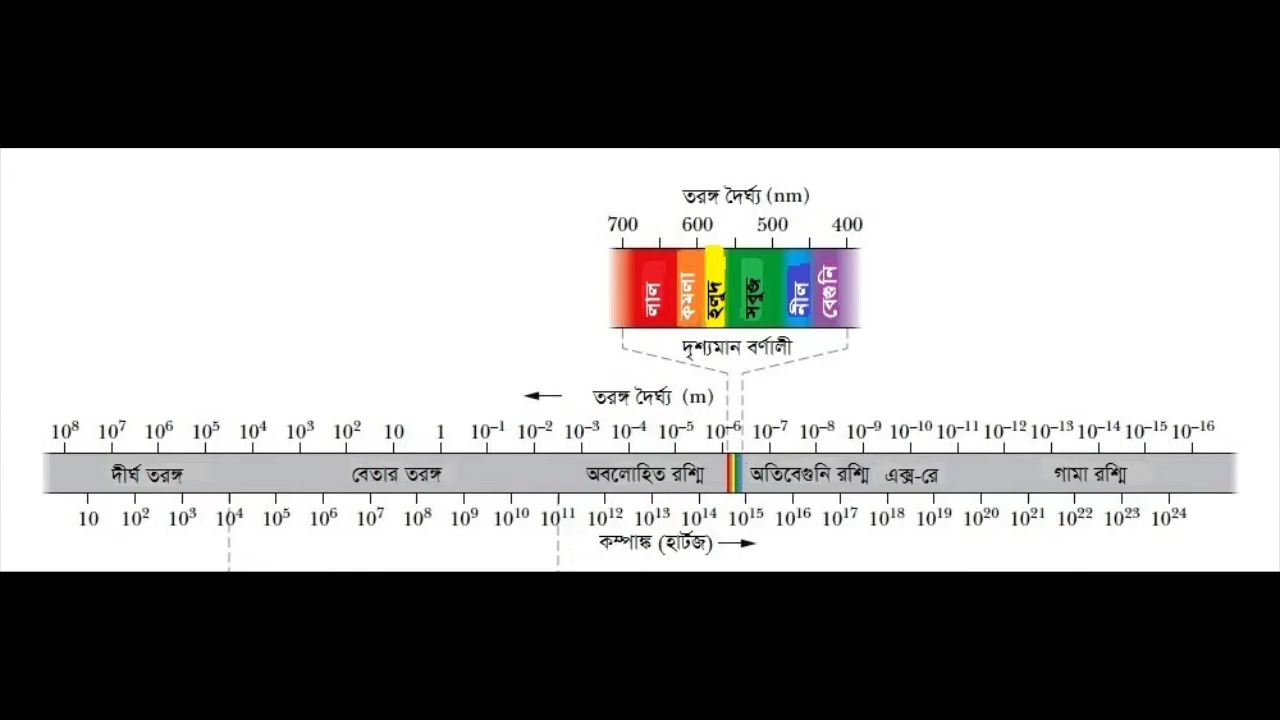 তরঙ্গ দৈর্ঘ্য (nm)
700 600 500 400
লাল কমলা হলুদ সবুজ নীল বেগুনি
দৃশ্যমান বর্ণালী
তরঙ্গ দৈর্ঘ্য (m)
10⁸ 10⁷ 10⁶ 10⁵ 10⁴ 10³ 10² 10 1 10⁻¹ 10⁻² 10⁻³ 10⁻⁴ 10⁻⁵ 10⁻⁶ 10⁻⁷ 10⁻⁸ 10⁻⁹ 10⁻¹⁰ 10⁻¹¹ 10⁻¹² 10⁻¹³ 10⁻¹⁴ 10⁻¹⁵ 10⁻¹⁶
দীর্ঘ তরঙ্গ বেতার তরঙ্গ অবলোহিত রশ্মি অতিবেগুনি রশ্মি এক্স-রে গামা রশ্মি
10 10² 10³ 10⁴ 10⁵ 10⁶ 10⁷ 10⁸ 10⁹ 10¹⁰ 10¹¹ 10¹² 10¹³ 10¹⁴ 10¹⁵ 10¹⁶ 10¹⁷ 10¹⁸ 10¹⁹ 10²⁰ 10²¹ 10²² 10²³ 10²⁴
কম্পাঙ্ক (হার্টজ)